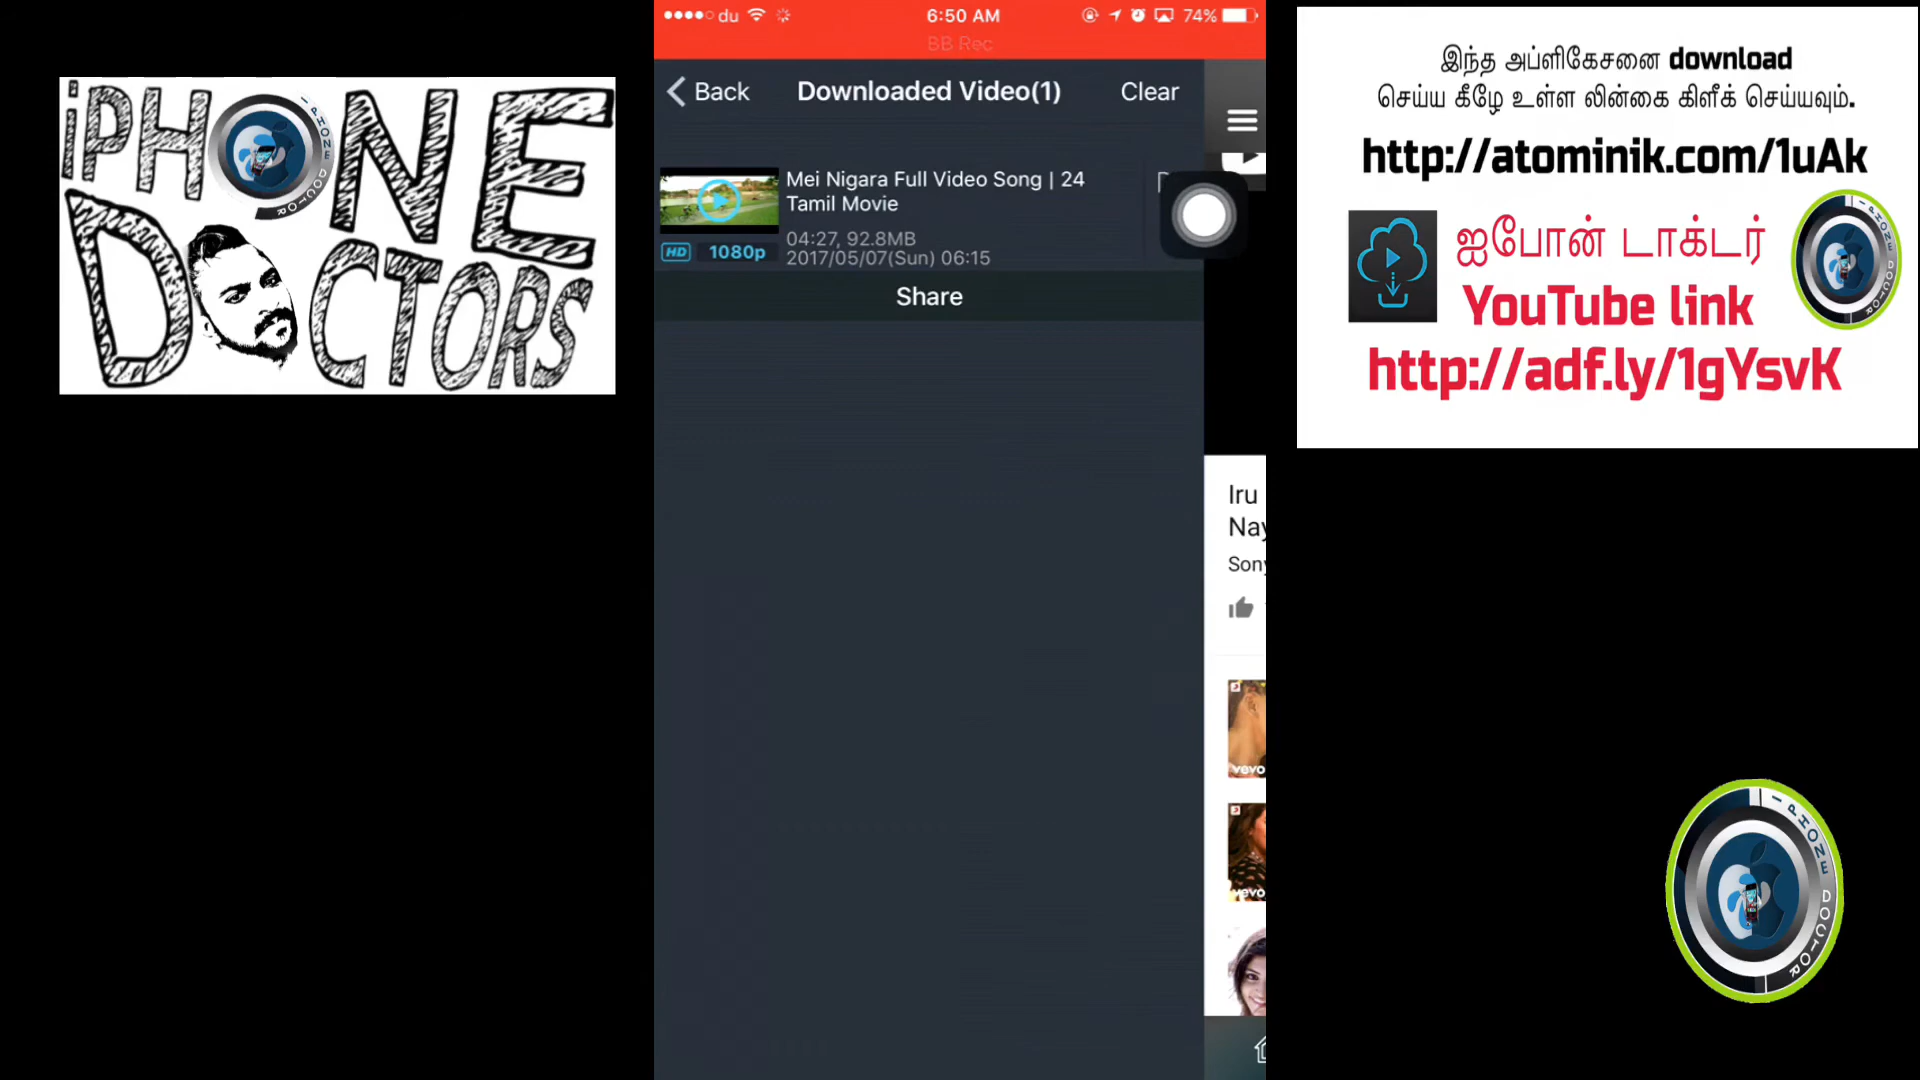 iPHONE
DOCTORS
du
6:50 AM
74%
BB Rec
Back
Downloaded Video(1)
Clear
Mei Nigara Full Video Song | 24
Tamil Movie
HD 1080p
04:27, 92.8MB
2017/05/07(Sun) 06:15
Share
Iru
Nay
Sony
vevo
vevo
இந்த அப்ளிகேசனை download
செய்ய கீழே உள்ள லின்கை கிளீக் செய்யவும்.
http://atominik.com/1uAk
ஐபோன் டாக்டர்
YouTube link
http://adf.ly/1gYsvK
I PHONE DOCTOR